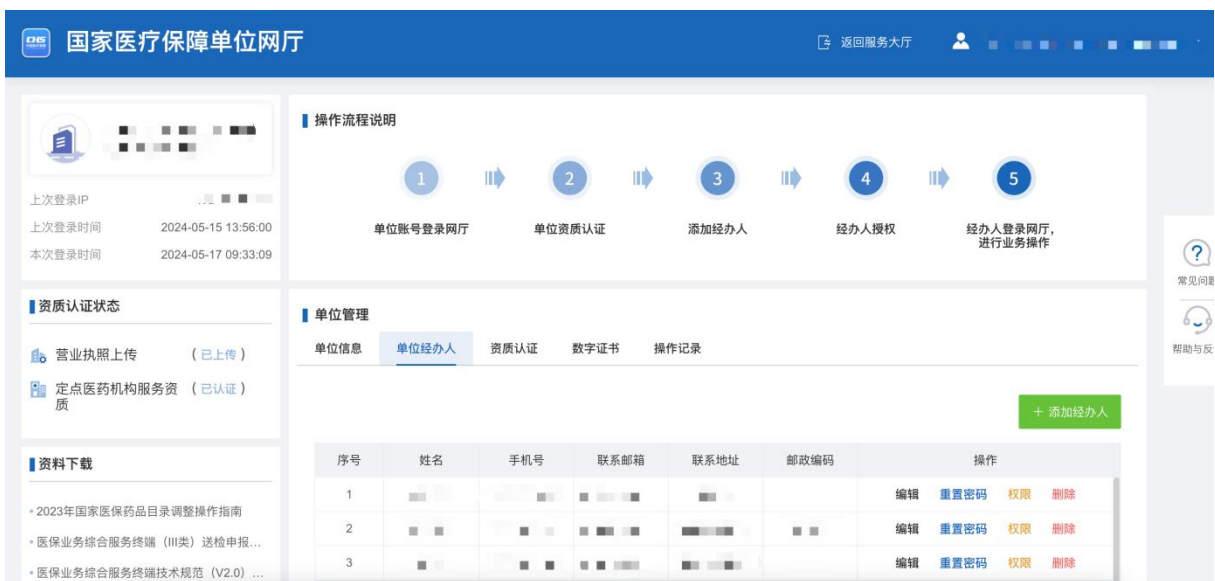 CHS
国家医疗保障单位网厅
返回服务大厅
上次登录IP
上次登录时间 2024-05-15 13:56:00
本次登录时间 2024-05-17 09:33:09
资质认证状态
营业执照上传 （已上传）
定点医药机构服务资 （已认证）
质
资料下载
2023年国家医保药品目录调整操作指南
医保业务综合服务终端（III类）送检申报...
医保业务综合服务终端技术规范（V2.0）...
操作流程说明
1 2 3 4 5
单位账号登录网厅 单位资质认证 添加经办人 经办人授权 经办人登录网厅，
进行业务操作
单位管理
单位信息 单位经办人 资质认证 数字证书 操作记录
+ 添加经办人
序号 姓名 手机号 联系邮箱 联系地址 邮政编码 操作
1 编辑 重置密码 权限 删除
2 编辑 重置密码 权限 删除
3 编辑 重置密码 权限 删除
?
常见问题
帮助与反